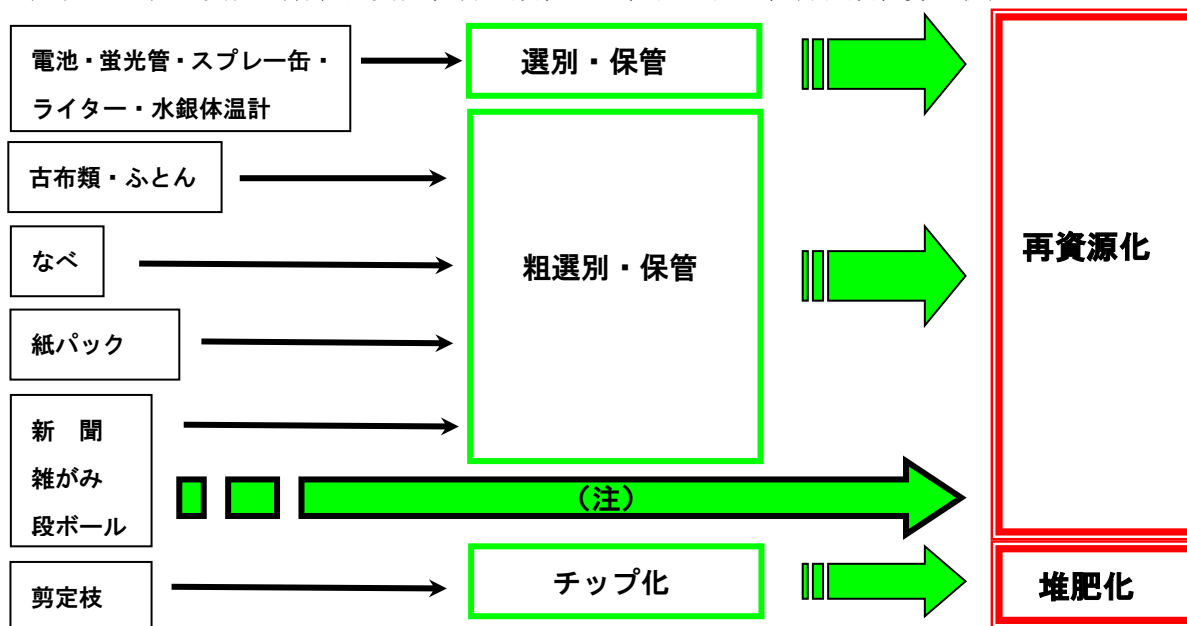 電池・蛍光管・スプレー缶・
ライター・水銀体温計
選別・保管
古布類・ふとん
なべ
粗選別・保管
再資源化
紙パック
新　聞
雑がみ
段ボール
（注）
剪定枝
チップ化
堆肥化